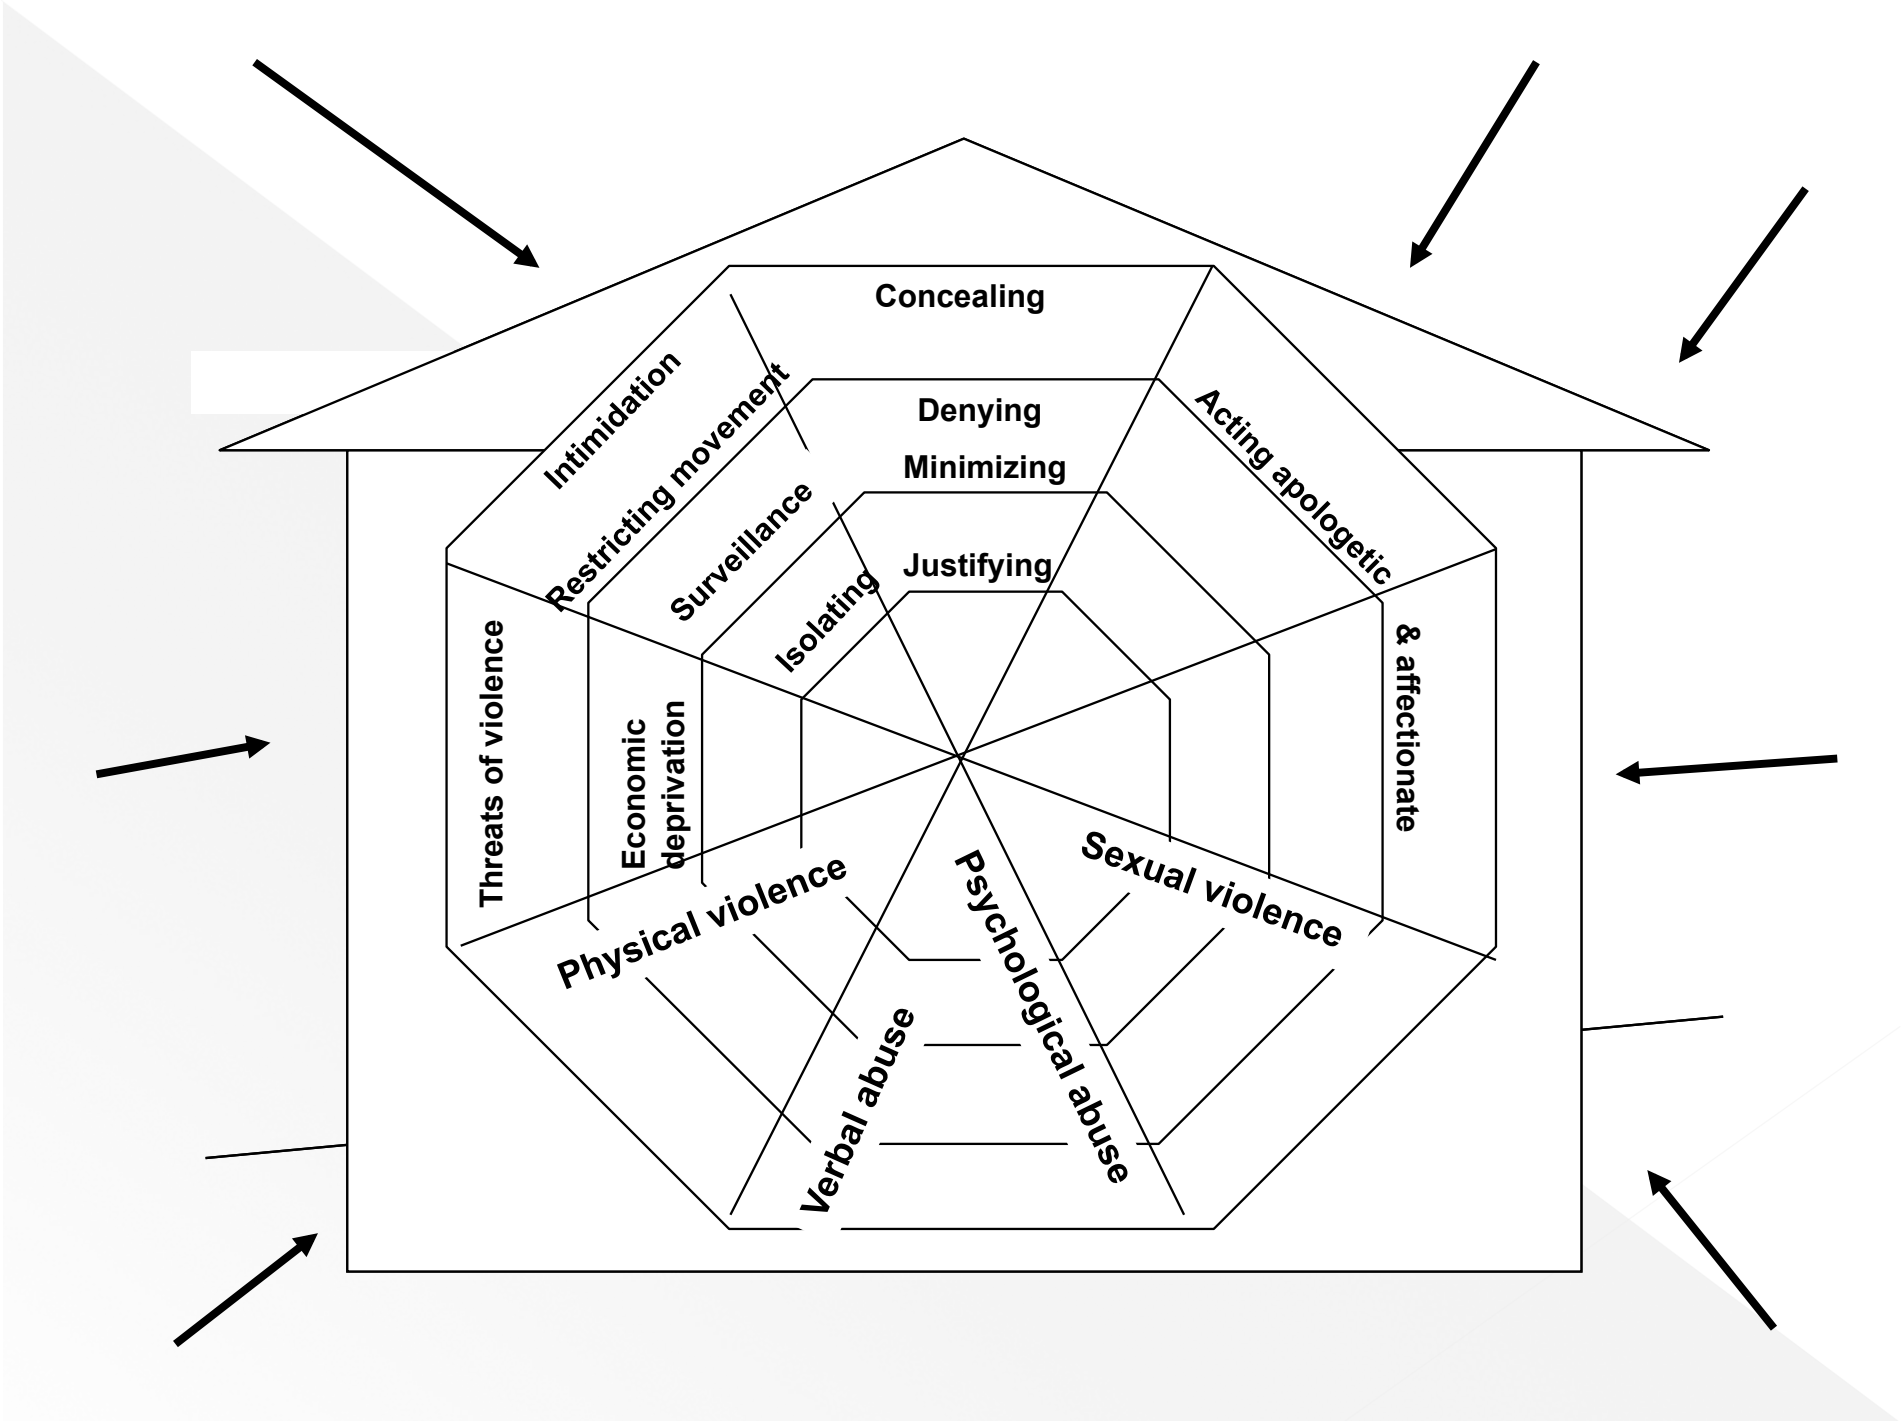 Concealing
Intimidation
Restricting movement
Denying
Acting apologetic
Minimizing
Surveillance
Justifying
Isolating
& affectionate
Threats of violence
Economic
deprivation
Sexual violence
Physical violence
Psychological abuse
Verbal abuse